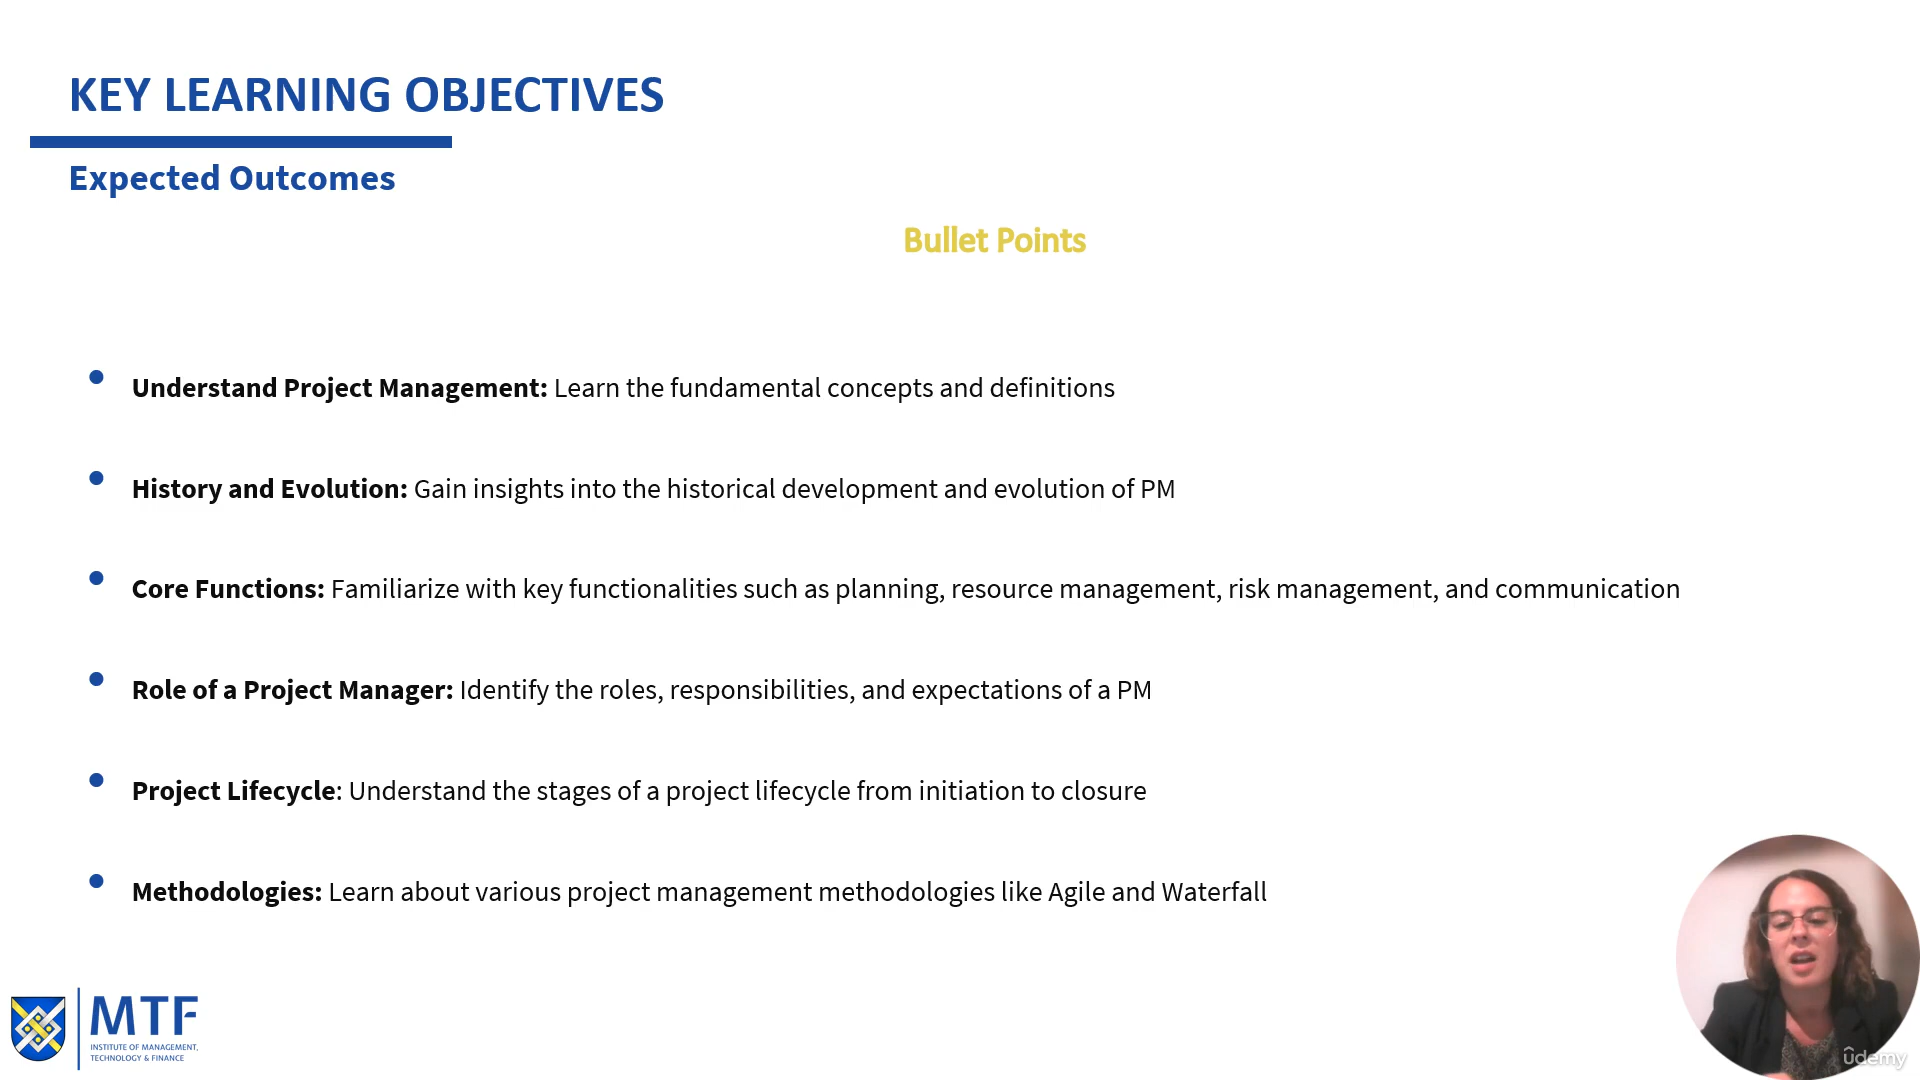 KEY LEARNING OBJECTIVES
Expected Outcomes
Bullet Points
Understand Project Management: Learn the fundamental concepts and definitions
History and Evolution: Gain insights into the historical development and evolution of PM
Core Functions: Familiarize with key functionalities such as planning, resource management, risk management, and communication
Role of a Project Manager: Identify the roles, responsibilities, and expectations of a PM
Project Lifecycle: Understand the stages of a project lifecycle from initiation to closure
Methodologies: Learn about various project management methodologies like Agile and Waterfall
MTF
INSTITUTE OF MANAGEMENT,
TECHNOLOGY & FINANCE
ûdemy